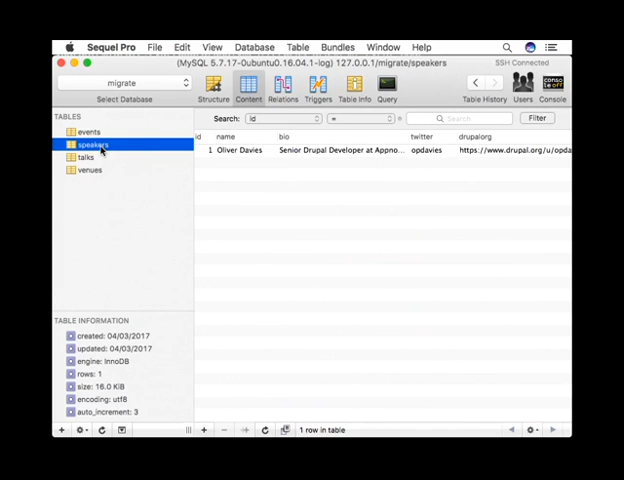 Sequel Pro File Edit View Database Table Bundles Window Help
(MySQL 5.7.17-0ubuntu0.16.04.1-log) 127.0.0.1/migrate/speakers
SSH Connected
migrate
Select Database
Structure Content Relations Triggers Table Info Query
Table History Users Console
conso
le off
TABLES
events
speakers
talks
venues
Search: id = Search Filter
id name bio twitter drupalorg
1 Oliver Davies Senior Drupal Developer at Appno... opdavies https://www.drupal.org/u/opda
TABLE INFORMATION
created: 04/03/2017
updated: 04/03/2017
engine: InnoDB
rows: 1
size: 16.0 KiB
encoding: utf8
auto_increment: 3
1 row in table